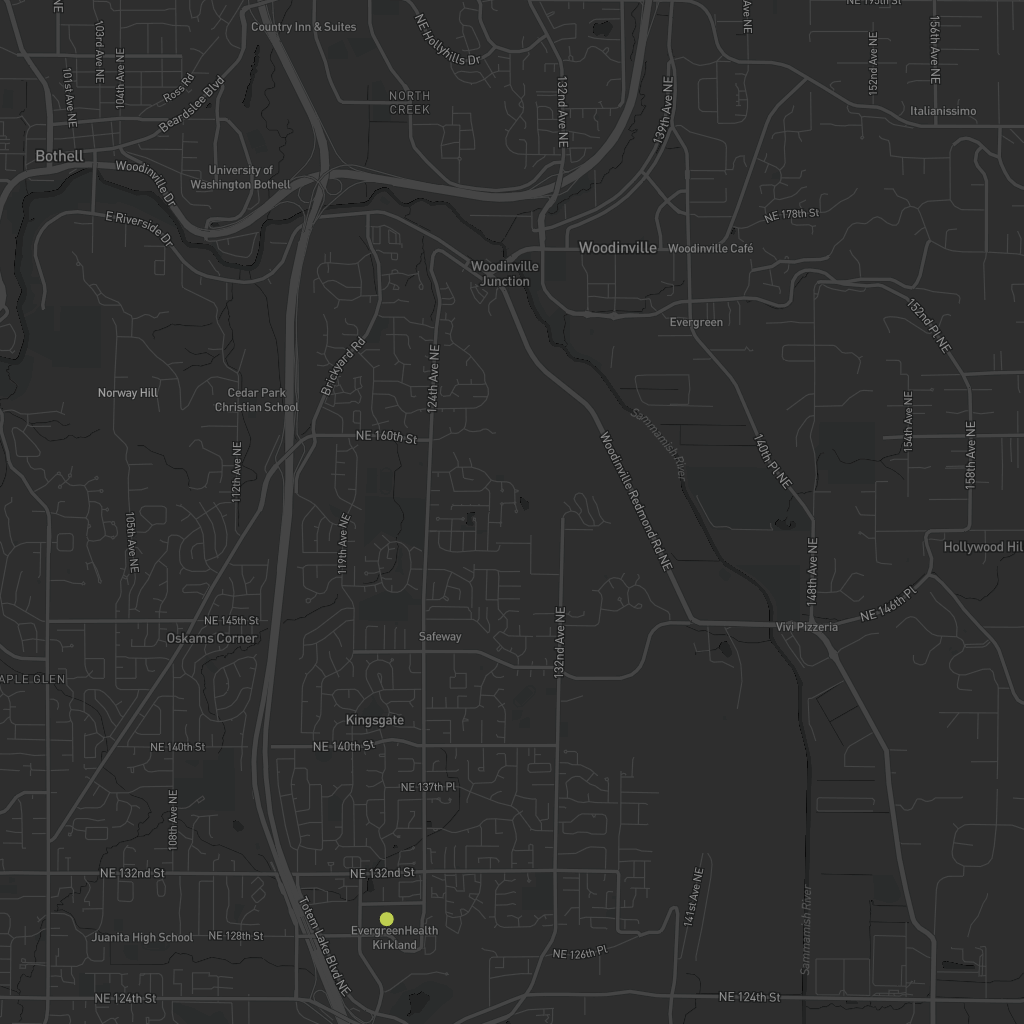 NE 195th St
NE
Country Inn & Suites
NE Hollyhills Dr
NE
156th Ave NE
103rd Ave NE
104th Ave NE
152nd Ave NE
101st Ave NE
Ross Rd
Beardslee Blvd
NORTH
CREEK
132nd Ave NE
139th Ave NE
Italianissimo
Bothell
Woodinville Dr
University of
Washington Bothell
E Riverside Dr
NE 178th St
Woodinville
Woodinville Café
Woodinville
Junction
Evergreen
152nd Pl NE
Brickyard Rd
124th Ave NE
Norway Hill
Cedar Park
Christian School
Sammamish River
154th Ave NE
NE 160th St
112th Ave NE
140th Pl NE
158th Ave NE
Woodinville Redmond Rd NE
105th Ave NE
119th Ave NE
148th Ave NE
Hollywood Hil
NE 146th Pl
NE 145th St
Oskams Corner
Safeway
132nd Ave NE
Vivi Pizzeria
APLE GLEN
Kingsgate
NE 140th St
NE 140th St
NE 137th Pl
108th Ave NE
NE 132nd St
NE 132nd St
141st Ave NE
Totem Lake Blvd NE
Sammamish River
EvergreenHealth
Kirkland
Juanita High School
NE 128th St
NE 126th Pl
NE 124th St
NE 124th St